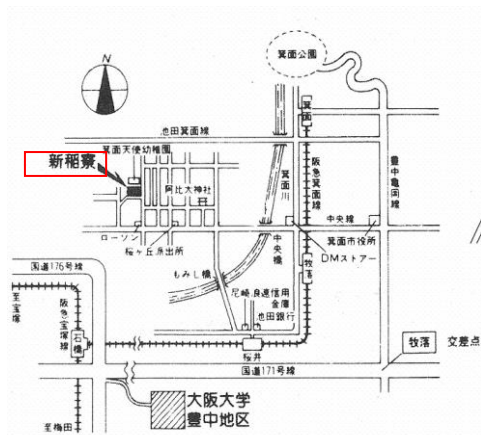 N
箕面公園
箕面
池田箕面線
箕面天使幼稚園
新稲寮
阿比太神社
阪急箕面線
箕面川
豊中亀岡線
中央線
ローソン
桜ヶ丘派出所
中央橋
箕面市役所
DMストアー
もみじ橋
牧落
国道176号線
至宝塚
阪急宝塚線
尼崎浪速信用
金庫
池田銀行
石橋
桜井
牧落 交差点
国道171号線
大阪大学
豊中地区
至梅田